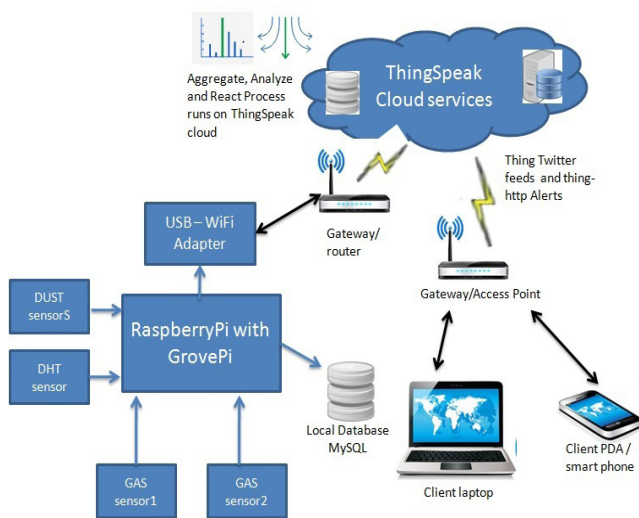 ThingSpeak
Cloud services
Aggregate, Analyze
and React Process
runs on ThingSpeak
cloud
Thing Twitter
feeds and thing-
http Alerts
USB – WiFi
Adapter
Gateway/
router
Gateway/Access Point
DUST
sensorS
RaspberryPi with
GrovePi
DHT
sensor
Local Database
MySQL
Client laptop
Client PDA /
smart phone
GAS
sensor1
GAS
sensor2